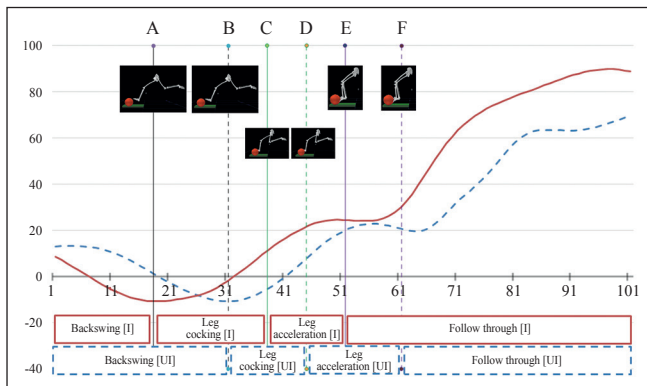 A B C D E F
100
80
60
40
20
0
1 11 21 31 41 51 61 71 81 91 101
-20
Backswing [I] Leg cocking [I] Leg acceleration [I] Follow through [I]
Backswing [UI] Leg cocking [UI] Leg acceleration [UI] Follow through [UI]
-40